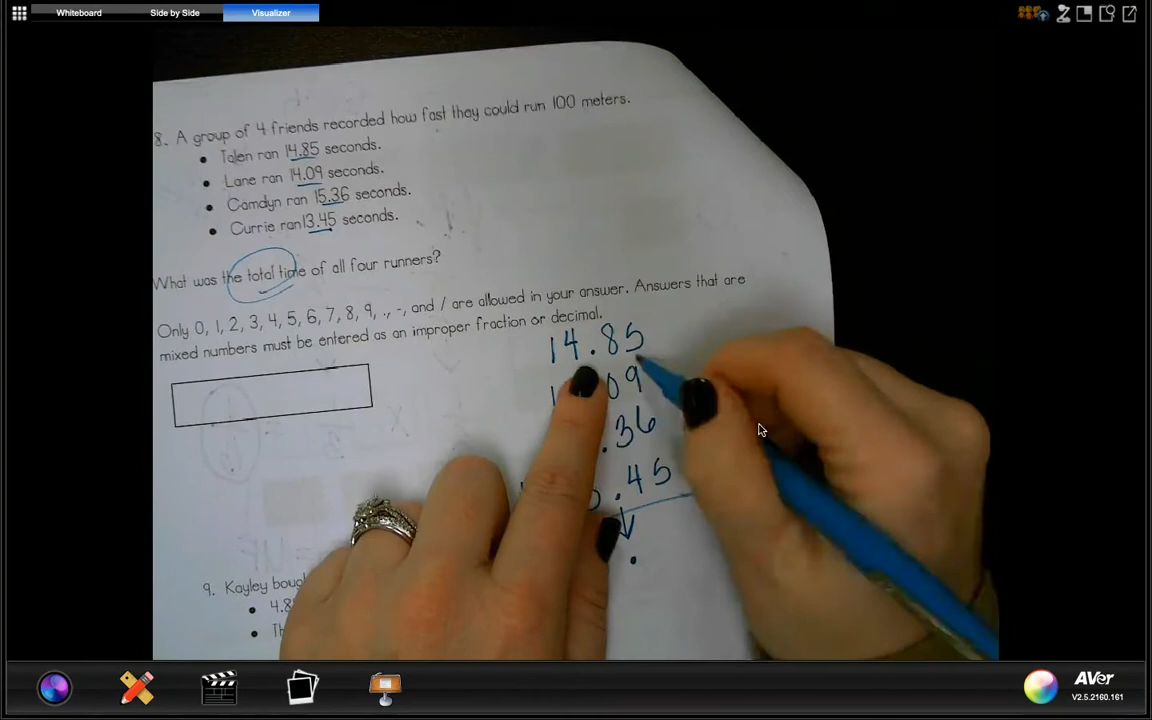 Whiteboard Side by Side Visualizer
8. A group of 4 friends recorded how fast they could run 100 meters.
• Talen ran 14.85 seconds.
• Lane ran 14.09 seconds.
• Camdyn ran 15.36 seconds.
• Currie ran 13.45 seconds.
What was the total time of all four runners?
Only 0, 1, 2, 3, 4, 5, 6, 7, 8, 9, ., -, and / are allowed in your answer. Answers that are
mixed numbers must be entered as an improper fraction or decimal.
14.85
09
.36
.45
.
9. Kayley
• 4.8
•
AVer
V2.5.2160.161